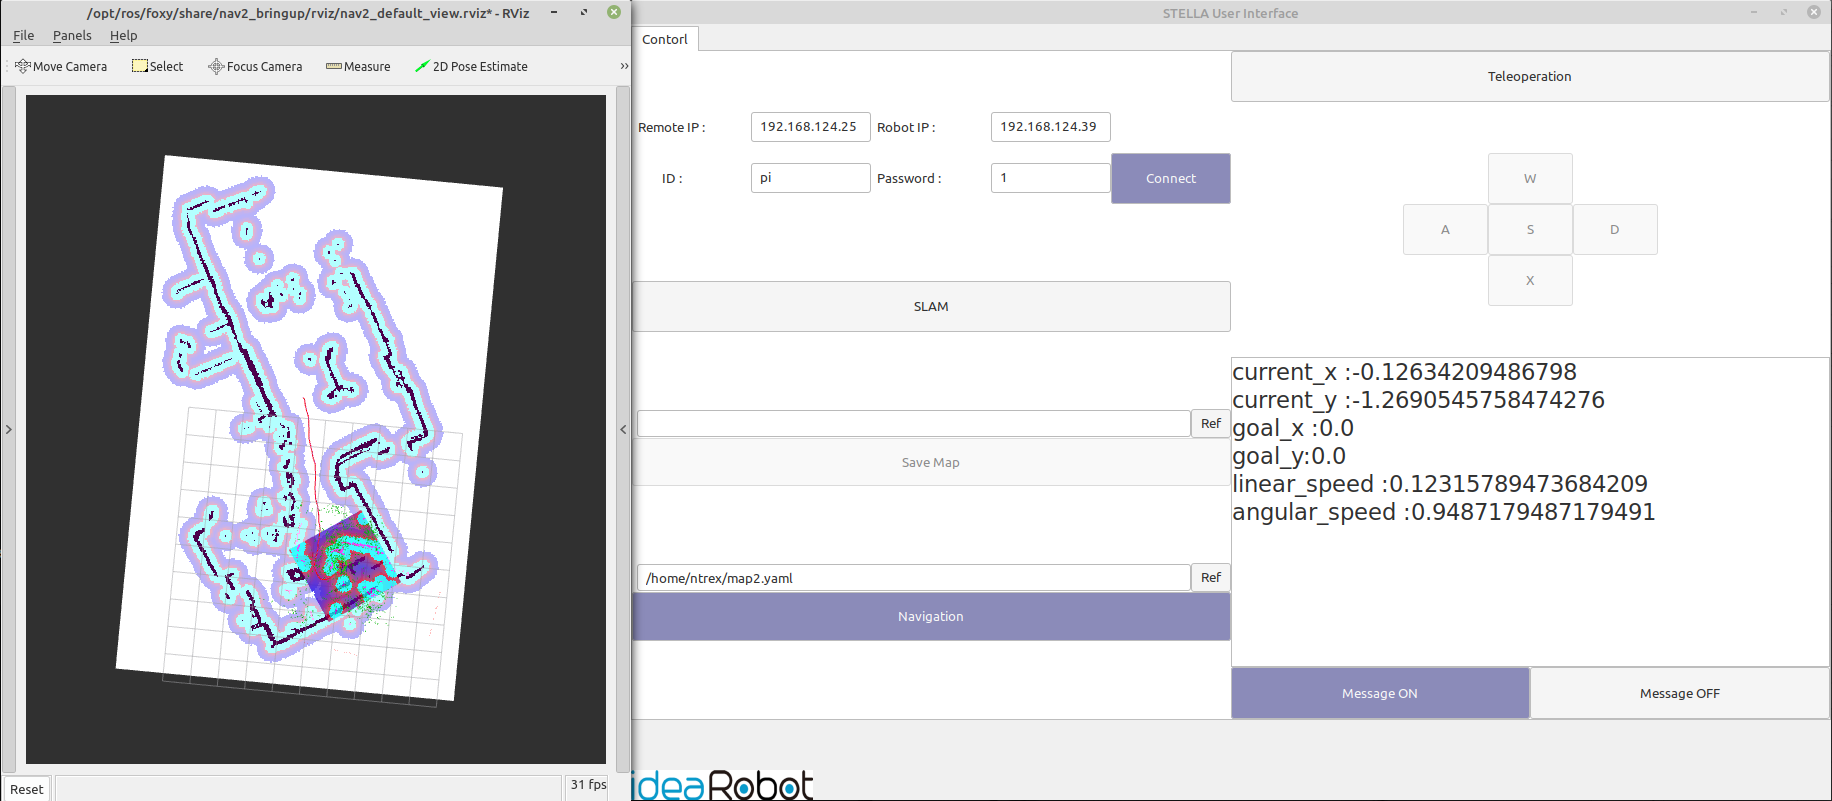 /opt/ros/foxy/share/nav2_bringup/rviz/nav2_default_view.rviz* - RViz
File Panels Help
Move Camera Select Focus Camera Measure 2D Pose Estimate »
Reset
31 fps
STELLA User Interface
Contorl
Remote IP : 192.168.124.25 Robot IP : 192.168.124.39
ID : pi Password : 1 Connect
SLAM
Ref
Save Map
/home/ntrex/map2.yaml Ref
Navigation
Teleoperation
W
A S D
X
current_x :-0.12634209486798
current_y :-1.2690545758474276
goal_x :0.0
goal_y:0.0
linear_speed :0.12315789473684209
angular_speed :0.9487179487179491
Message ON Message OFF
ideaRobot